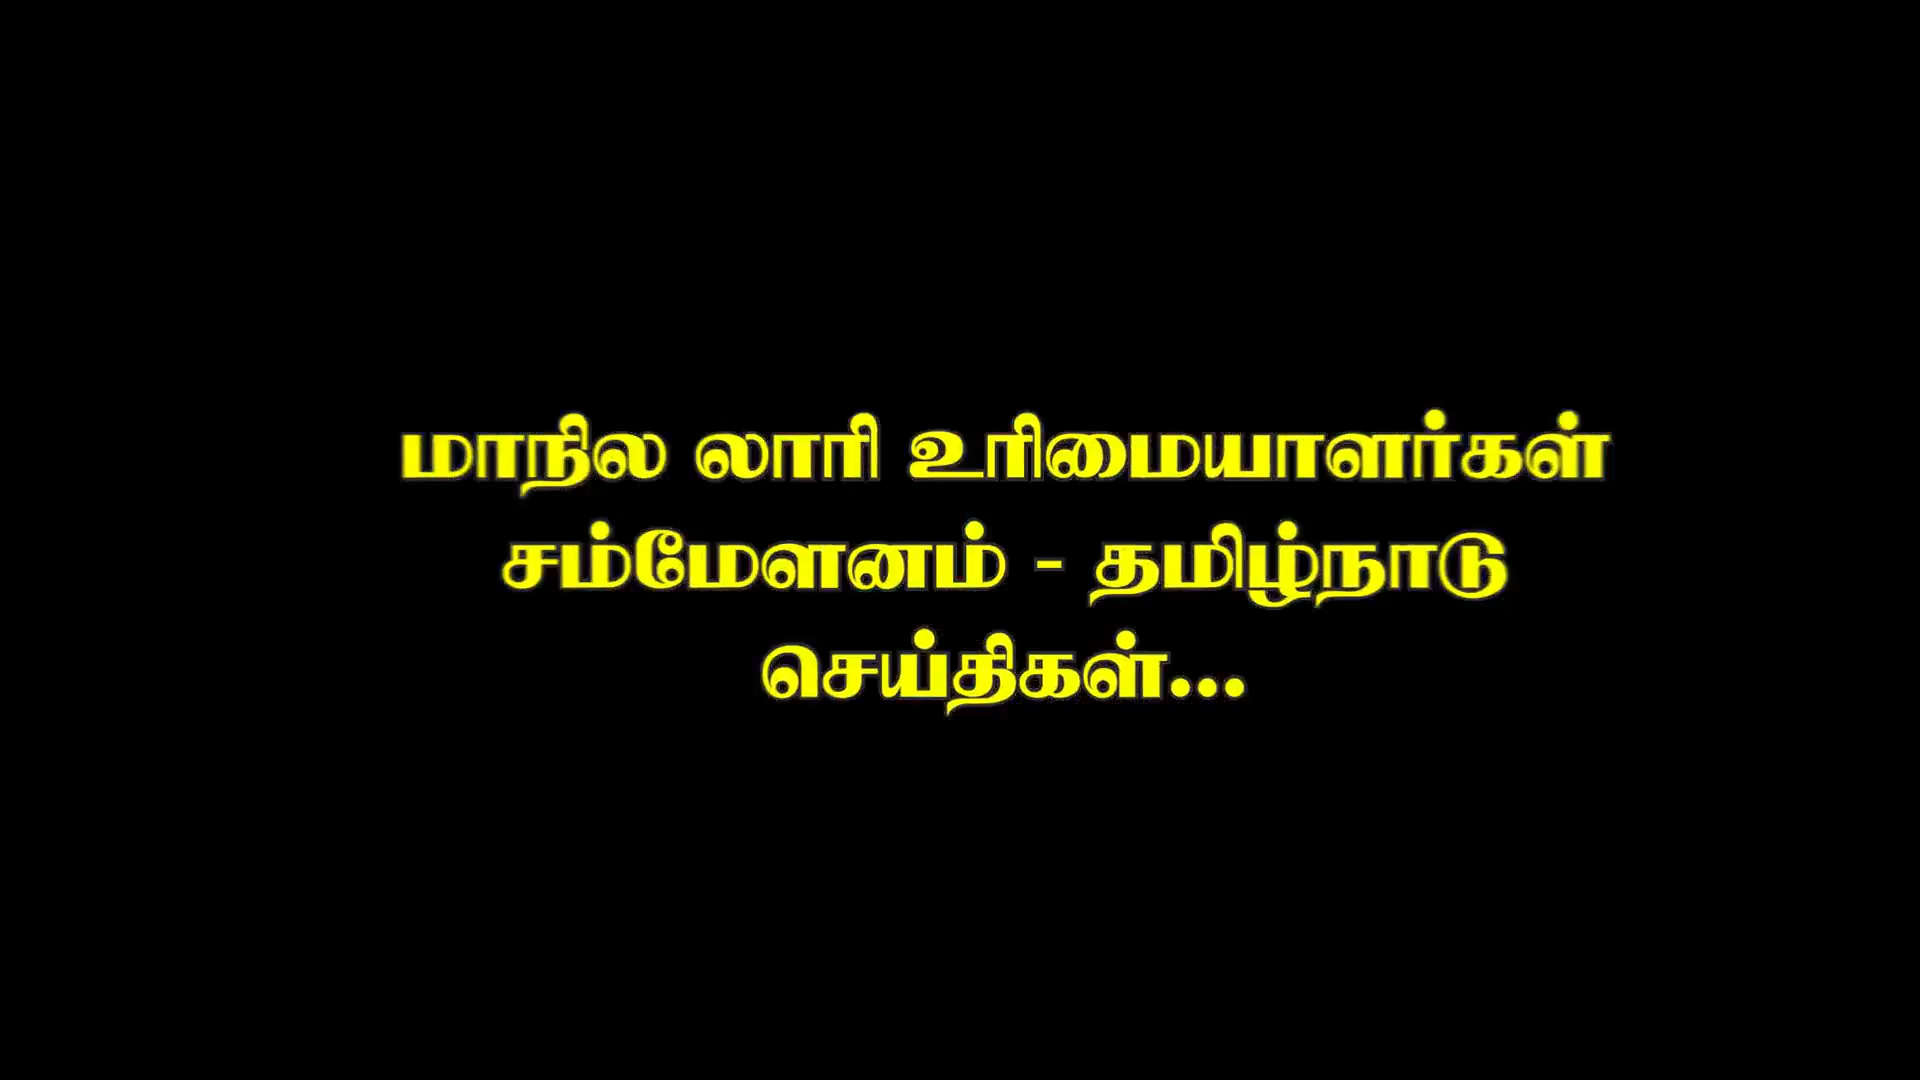 மாநில லாரி உரிமையாளர்கள்
சம்மேளனம் - தமிழ்நாடு
செய்திகள்...